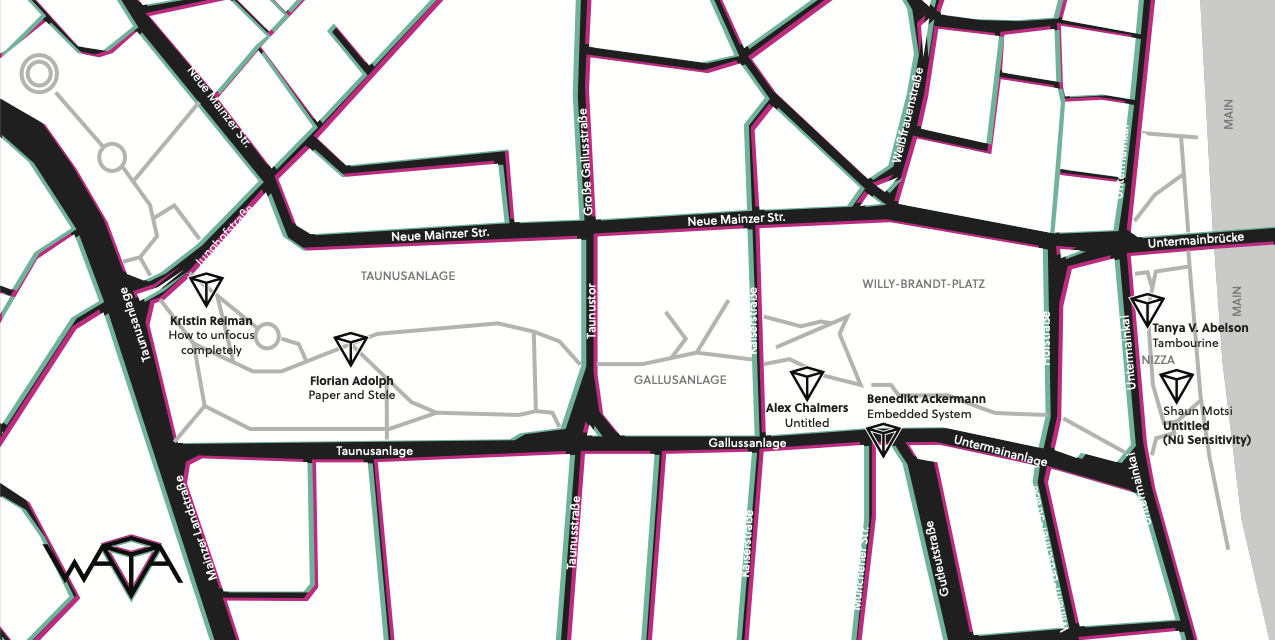 Neue Mainzer Str.
Weißfrauenstraße
MAIN
Große Gallusstraße
Untermainkai
Junghofstraße
Neue Mainzer Str.
Neue Mainzer Str.
Untermainbrücke
TAUNUSANLAGE
WILLY-BRANDT-PLATZ
MAIN
Taunusanlage
Taunustor
Kaiserstraße
Hofstraße
Untermainkai
Kristin Reiman
How to unfocus
completely
Tanya V. Abelson
Tambourine
NIZZA
Florian Adolph
Paper and Stele
GALLUSANLAGE
Alex Chalmers
Untitled
Benedikt Ackermann
Embedded System
Shaun Motsi
Untitled
(Nü Sensitivity)
Taunusanlage
Gallussanlage
Untermainanlage
Untermainkai
Mainzer Landstraße
Taunusstraße
Kaiserstraße
Münchener Str.
Gutleutstraße